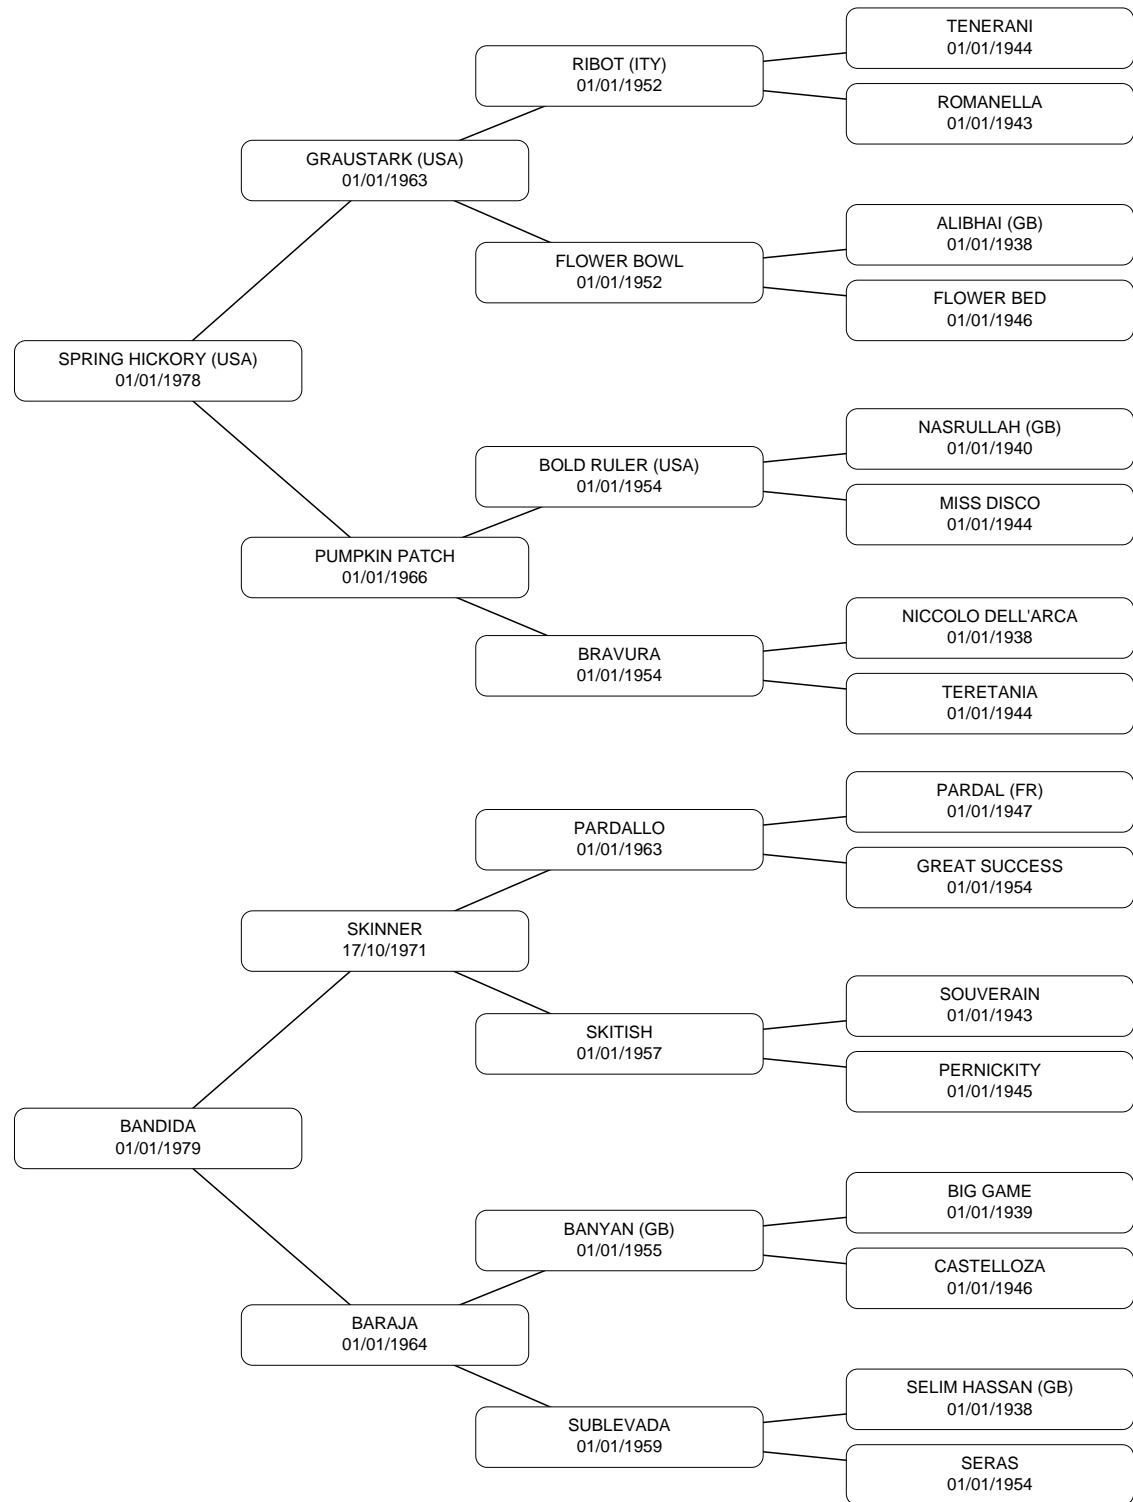 TENERANI
01/01/1944
RIBOT (ITY)
01/01/1952
ROMANELLA
01/01/1943
GRAUSTARK (USA)
01/01/1963
ALIBHAI (GB)
01/01/1938
FLOWER BOWL
01/01/1952
FLOWER BED
01/01/1946
SPRING HICKORY (USA)
01/01/1978
NASRULLAH (GB)
01/01/1940
BOLD RULER (USA)
01/01/1954
MISS DISCO
01/01/1944
PUMPKIN PATCH
01/01/1966
NICCOLO DELL'ARCA
01/01/1938
BRAVURA
01/01/1954
TERETANIA
01/01/1944
PARDAL (FR)
01/01/1947
PARDALLO
01/01/1963
GREAT SUCCESS
01/01/1954
SKINNER
17/10/1971
SOUVERAIN
01/01/1943
SKITISH
01/01/1957
PERNICKITY
01/01/1945
BANDIDA
01/01/1979
BIG GAME
01/01/1939
BANYAN (GB)
01/01/1955
CASTELLOZA
01/01/1946
BARAJA
01/01/1964
SELIM HASSAN (GB)
01/01/1938
SUBLEVADA
01/01/1959
SERAS
01/01/1954